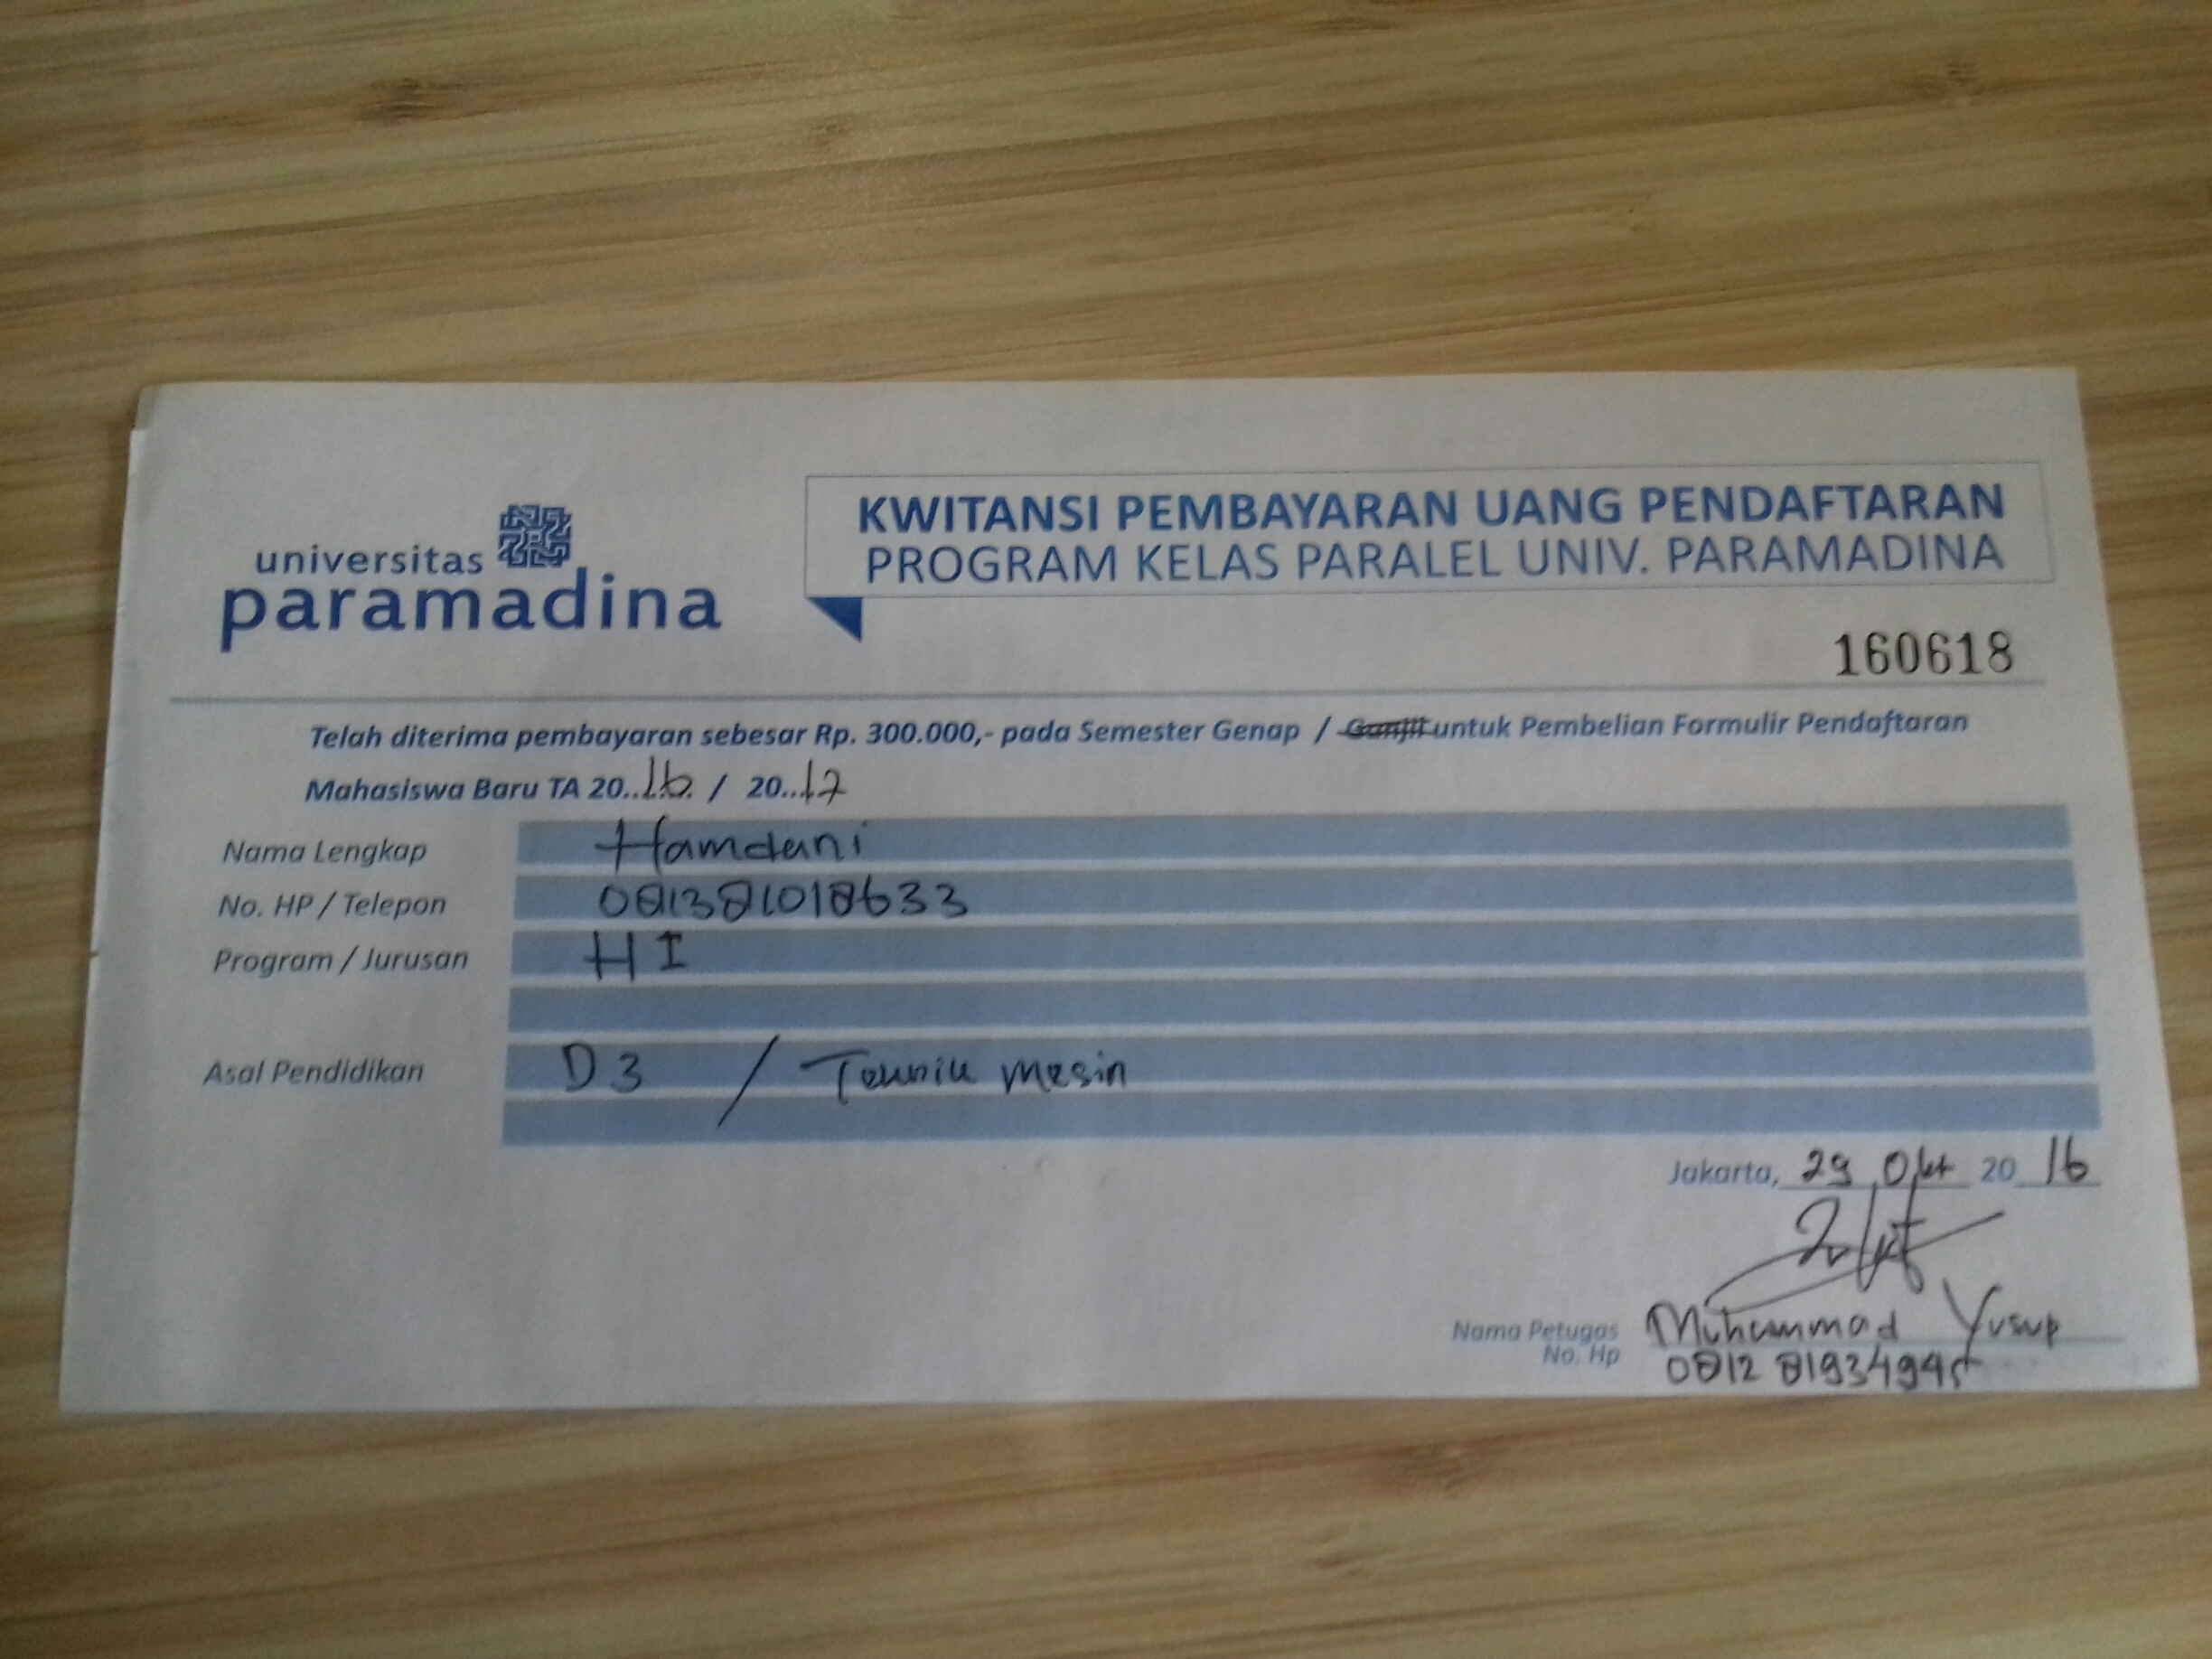 universitas
paramadina
KWITANSI PEMBAYARAN UANG PENDAFTARAN
PROGRAM KELAS PARALEL UNIV. PARAMADINA
160618
Telah diterima pembayaran sebesar Rp. 300.000,- pada Semester Genap / Ganjil untuk Pembelian Formulir Pendaftaran
Mahasiswa Baru TA 20..16.. / 20..17
Nama Lengkap Hamdani
No. HP / Telepon 081381018633
Program / Jurusan HI
Asal Pendidikan D3 / Teknik Mesin
Jakarta, 29 Okt 20 16
Nama Petugas Muhammad Yusup
No. Hp 0812 81934945